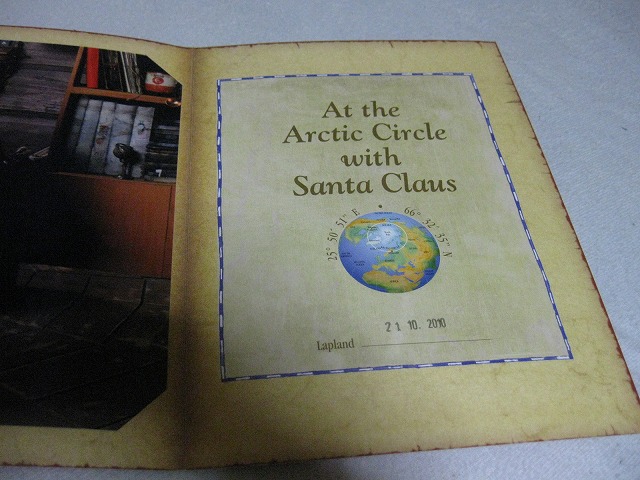 At the
Arctic Circle
with
Santa Claus
25° 50' 51" E 66° 32' 35" N
21. 10. 2010
Lapland